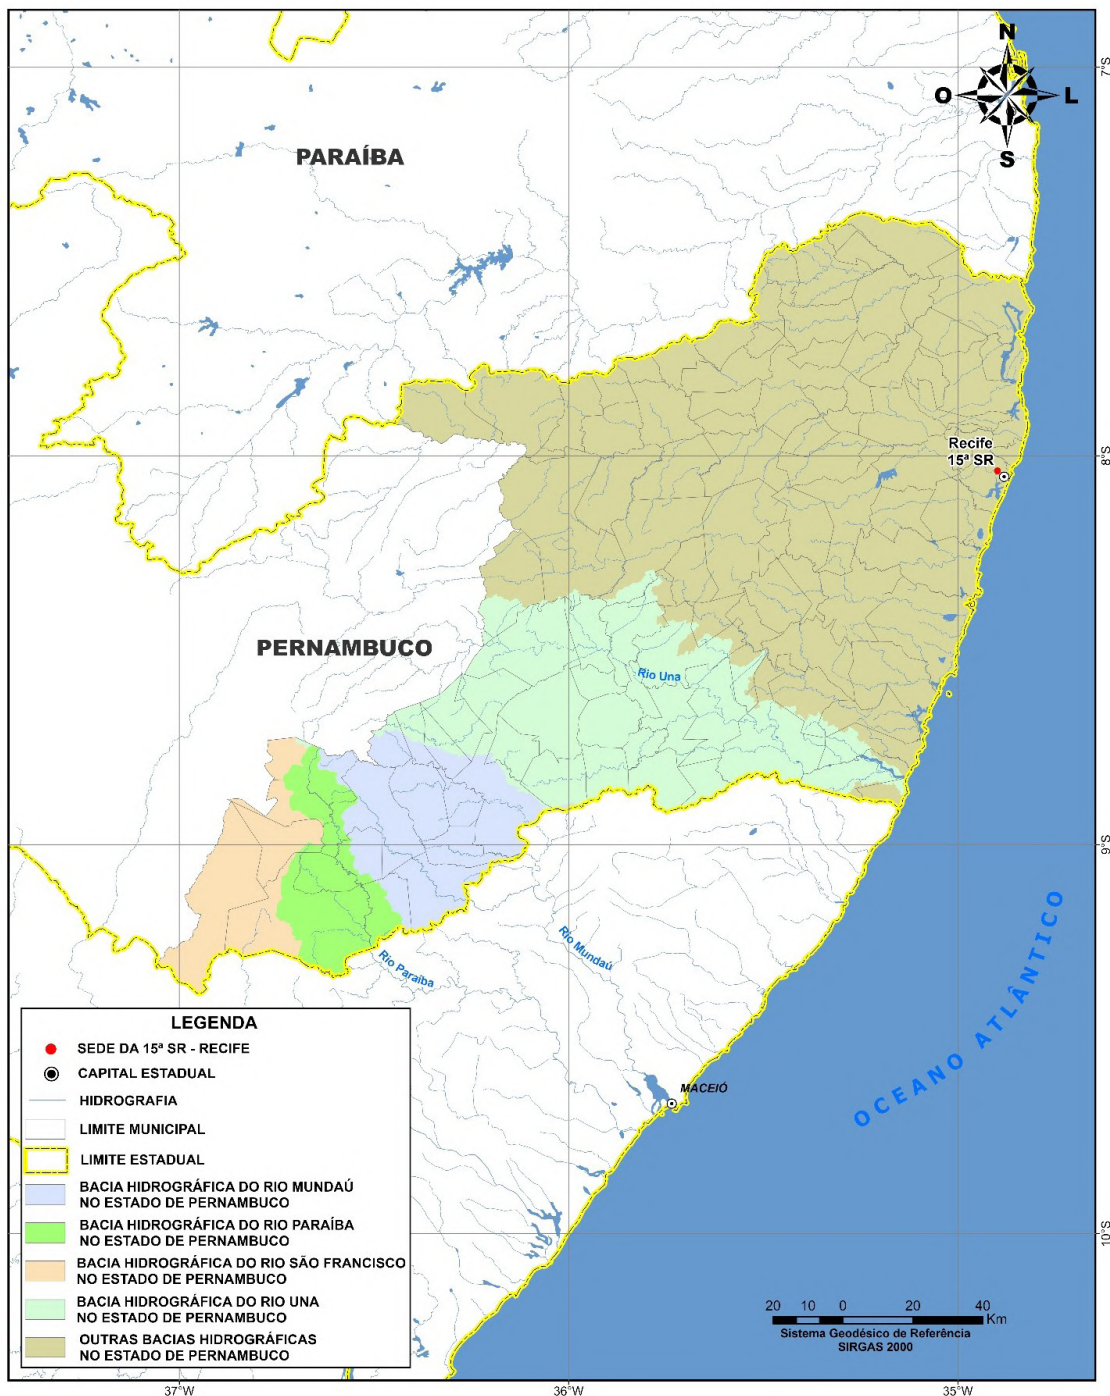 N
O
L
S
7°S
PARAÍBA
Recife
15ª SR
8°S
PERNAMBUCO
Rio Una
9°S
Rio Mundaú
Rio Paraíba
OCEANO ATLÂNTICO
MACEIÓ
10°S
LEGENDA
SEDE DA 15ª SR - RECIFE
CAPITAL ESTADUAL
HIDROGRAFIA
LIMITE MUNICIPAL
LIMITE ESTADUAL
BACIA HIDROGRÁFICA DO RIO MUNDAÚ
NO ESTADO DE PERNAMBUCO
BACIA HIDROGRÁFICA DO RIO PARAÍBA
NO ESTADO DE PERNAMBUCO
BACIA HIDROGRÁFICA DO RIO SÃO FRANCISCO
NO ESTADO DE PERNAMBUCO
BACIA HIDROGRÁFICA DO RIO UNA
NO ESTADO DE PERNAMBUCO
OUTRAS BACIAS HIDROGRÁFICAS
NO ESTADO DE PERNAMBUCO
20 10 0 20 40
Km
Sistema Geodésico de Referência
SIRGAS 2000
37°W 36°W 35°W